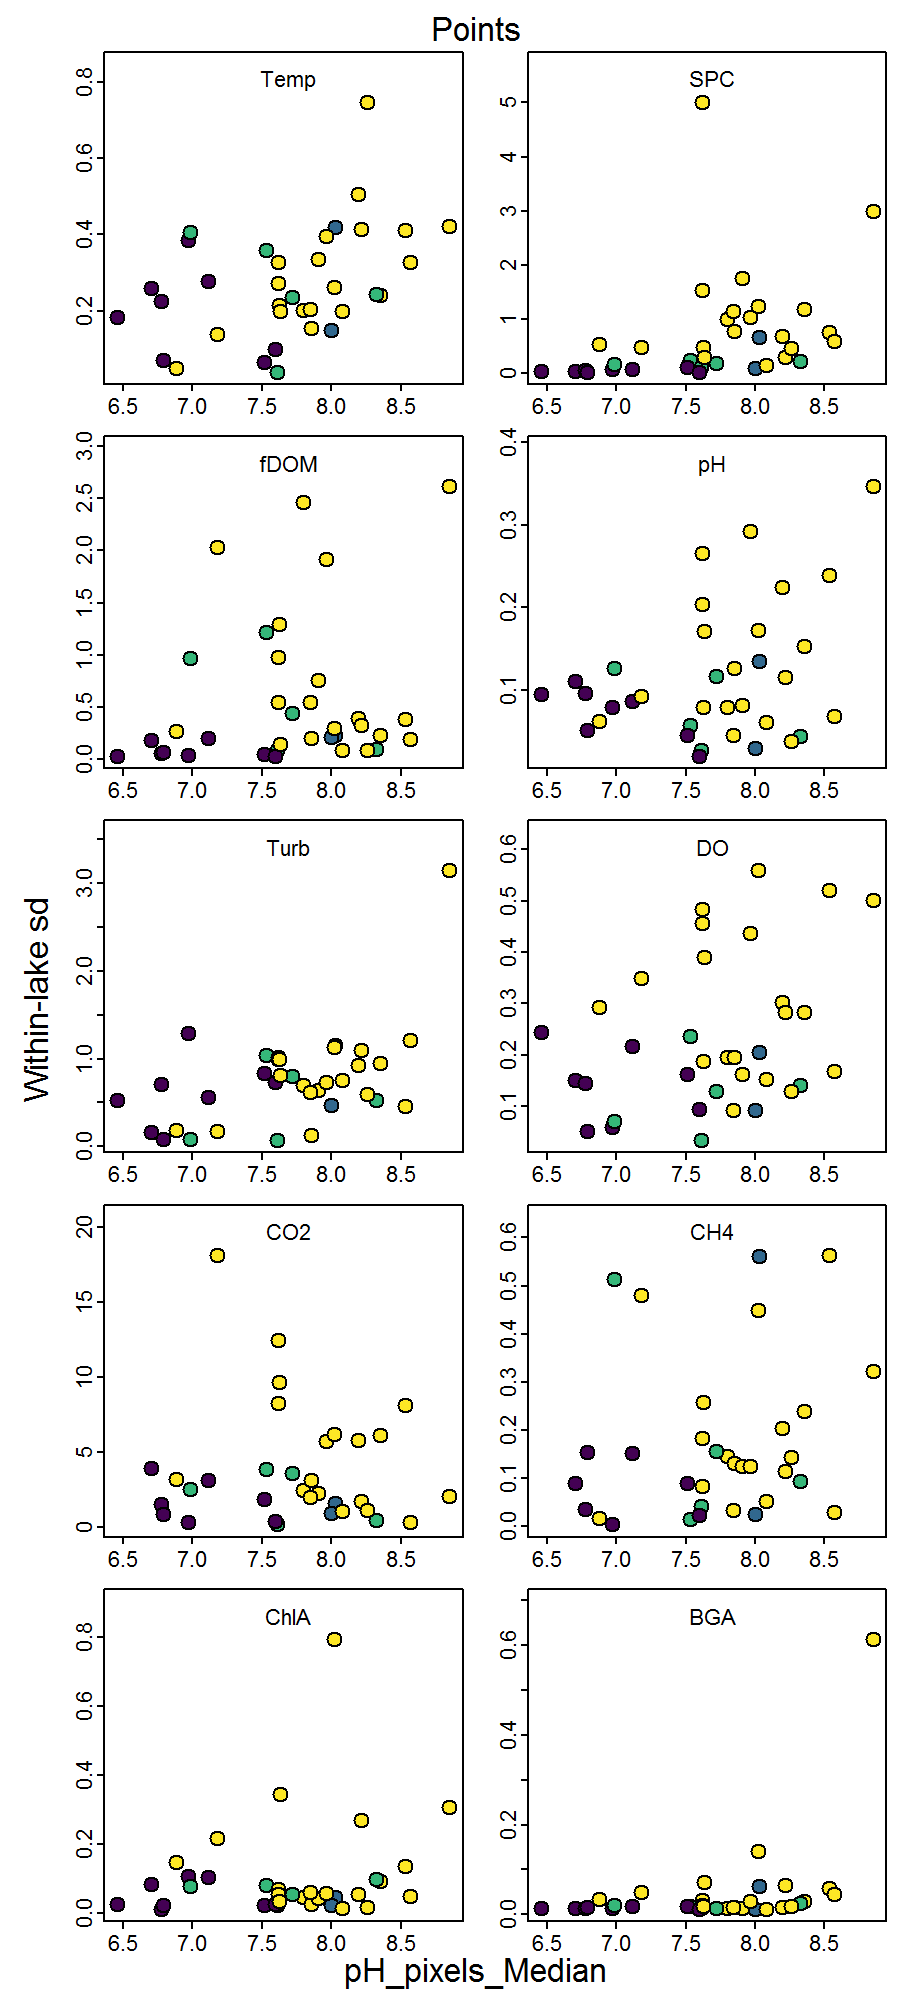 Points
Temp
0.2 0.4 0.6 0.8
6.5 7.0 7.5 8.0 8.5
SPC
0 1 2 3 4 5
6.5 7.0 7.5 8.0 8.5
fDOM
0.0 0.5 1.0 1.5 2.0 2.5 3.0
6.5 7.0 7.5 8.0 8.5
pH
0.1 0.2 0.3 0.4
6.5 7.0 7.5 8.0 8.5
Turb
0.0 1.0 2.0 3.0
6.5 7.0 7.5 8.0 8.5
DO
0.1 0.2 0.3 0.4 0.5 0.6
6.5 7.0 7.5 8.0 8.5
CO2
0 5 10 15 20
6.5 7.0 7.5 8.0 8.5
CH4
0.0 0.1 0.2 0.3 0.4 0.5 0.6
6.5 7.0 7.5 8.0 8.5
ChlA
0.0 0.2 0.4 0.6 0.8
6.5 7.0 7.5 8.0 8.5
BGA
0.0 0.2 0.4 0.6
6.5 7.0 7.5 8.0 8.5
Within-lake sd
pH_pixels_Median